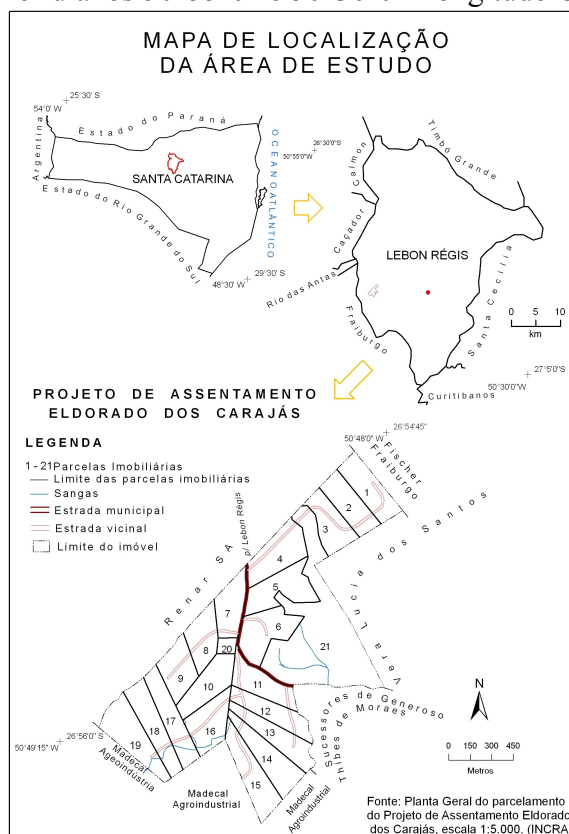 MAPA DE LOCALIZAÇÃO
DA ÁREA DE ESTUDO
25°30' S
54°0' W
Estado do Paraná
Argentina
SANTA CATARINA
OCEANO ATLÂNTICO
Estado do Rio Grande do Sul
48°30' W
29°30' S
26°30'0 S
50°55'0 W
Calmon
Timbó Grande
Caçador
LEBON RÉGIS
Rio das Antas
Fraiburgo
Santa Cecília
0 5 10
km
27°5'0 S
50°30'0 W
Curitibanos
PROJETO DE ASSENTAMENTO
ELDORADO DOS CARAJÁS
LEGENDA
1-21 Parcelas Imobiliárias
Limite das parcelas imobiliárias
Sangas
Estrada municipal
Estrada vicinal
Limite do imóvel
26°54'45"
50°48'0" W
Fischer
Fraiburgo
p/ Lebon Régis
Renar SA
Vera Lucia dos Santos
1
2
3
4
5
6
7
8
9
10
11
12
13
14
15
16
17
18
19
20
21
Sucessores de Generoso
Thibes de Moraes
N
26°56'0" S
50°49'15" W
Madecal
Ageoindústria
Madecal
Agroindustrial
Madecal
Agroindustrial
0 150 300 450
Metros
Fonte: Planta Geral do parcelamento
do Projeto de Assentamento Eldorado
dos Carajás, escala 1:5.000. (INCRA,